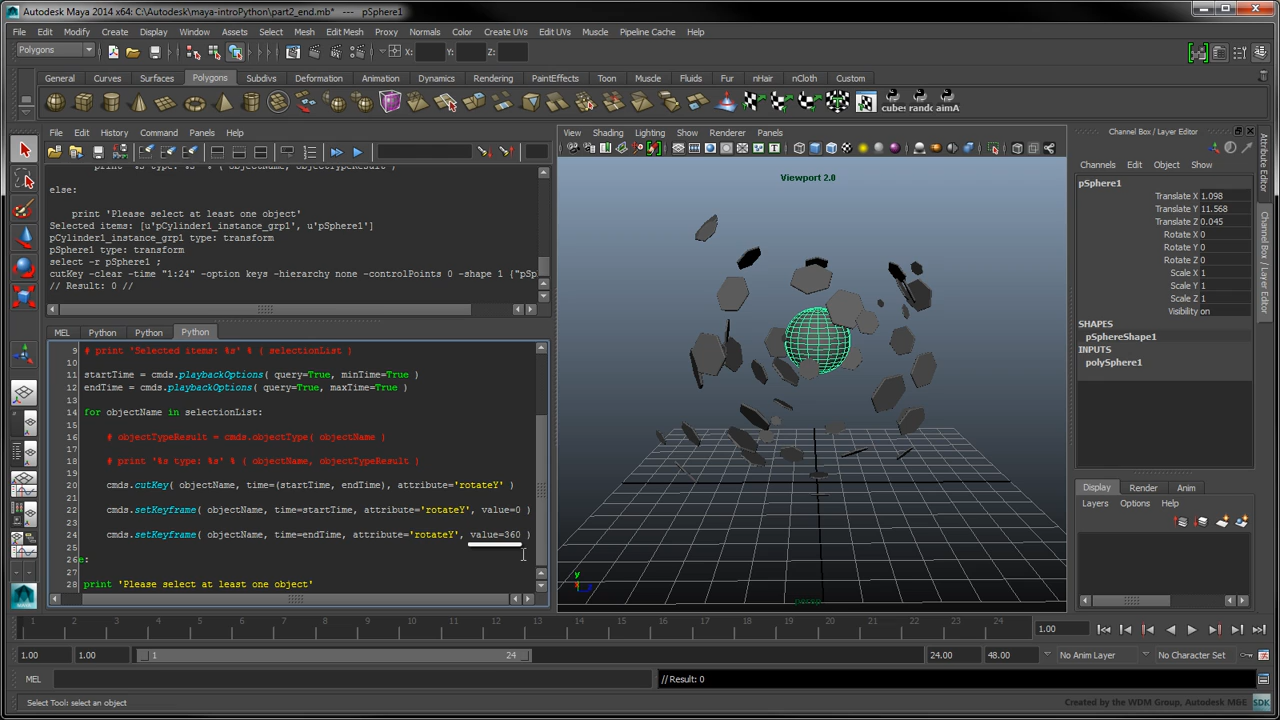 Autodesk Maya 2014 x64: C:\Autodesk\maya-introPython\part2_end.mb* --- pSphere1
File Edit Modify Create Display Window Assets Select Mesh Edit Mesh Proxy Normals Color Create UVs Edit UVs Muscle Pipeline Cache Help
Polygons X: Y: Z:
General Curves Surfaces Polygons Subdivs Deformation Animation Dynamics Rendering PaintEffects Toon Muscle Fluids Fur nHair nCloth Custom
cube: rando aimA
File Edit History Command Panels Help
View Shading Lighting Show Renderer Panels
Channel Box / Layer Editor
Channels Edit Object Show
print '%s type: %s' % ( objectName, objectTypeResult )
else:
print 'Please select at least one object'
Selected items: [u'pCylinder1_instance_grp1', u'pSphere1']
pCylinder1_instance_grp1 type: transform
pSphere1 type: transform
select -r pSphere1 ;
cutKey -clear -time "1:24" -option keys -hierarchy none -controlPoints 0 -shape 1 {"pSp
// Result: 0 //
MEL Python Python Python
9 # print 'Selected items: %s' % ( selectionList )
10
11 startTime = cmds.playbackOptions( query=True, minTime=True )
12 endTime = cmds.playbackOptions( query=True, maxTime=True )
13
14 for objectName in selectionList:
15
16 # objectTypeResult = cmds.objectType( objectName )
17
18 # print '%s type: %s' % ( objectName, objectTypeResult )
19
20 cmds.cutKey( objectName, time=(startTime, endTime), attribute='rotateY' )
21
22 cmds.setKeyframe( objectName, time=startTime, attribute='rotateY', value=0 )
23
24 cmds.setKeyframe( objectName, time=endTime, attribute='rotateY', value=360 )
25
26 e:
27
28 print 'Please select at least one object'
Viewport 2.0
y
z
persp
pSphere1
Translate X 1.098
Translate Y 11.568
Translate Z 0.045
Rotate X 0
Rotate Y 0
Rotate Z 0
Scale X 1
Scale Y 1
Scale Z 1
Visibility on
SHAPES
pSphereShape1
INPUTS
polySphere1
Attribute Editor
Channel Box / Layer Editor
Display Render Anim
Layers Options Help
1 2 3 4 5 6 7 8 9 10 11 12 13 14 15 16 17 18 19 20 21 22 23 24
1.00
1.00 1.00 1 24 24.00 48.00 No Anim Layer No Character Set
MEL // Result: 0
Select Tool: select an object
Created by the WDM Group, Autodesk M&E SDK